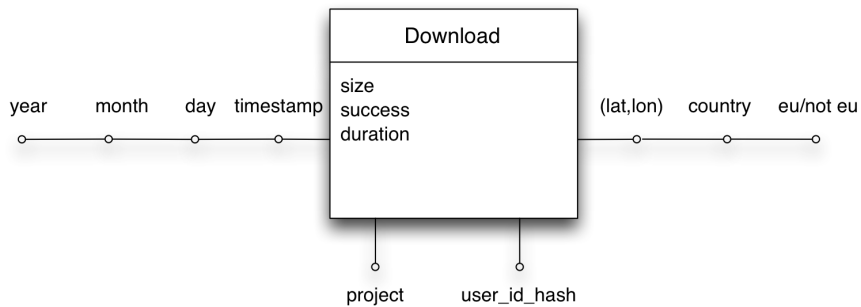 Download
size
success
duration
year month day timestamp
(lat,lon) country eu/not eu
project user_id_hash